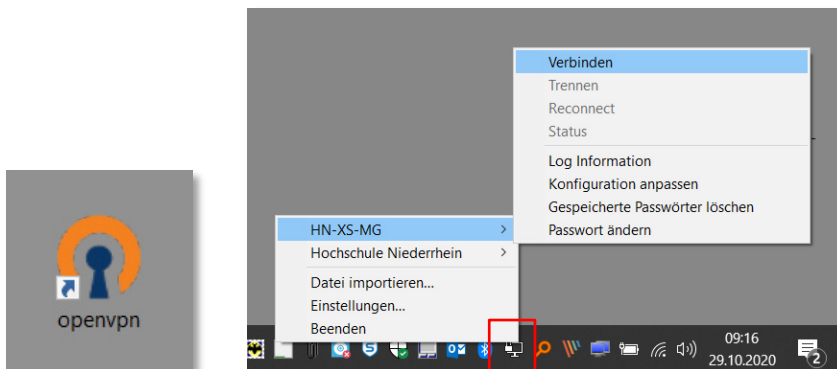 openvpn
HN-XS-MG
Hochschule Niederrhein
Datei importieren...
Einstellungen...
Beenden
Verbinden
Trennen
Reconnect
Status
Log Information
Konfiguration anpassen
Gespeicherte Passwörter löschen
Passwort ändern
09:16
29.10.2020
2